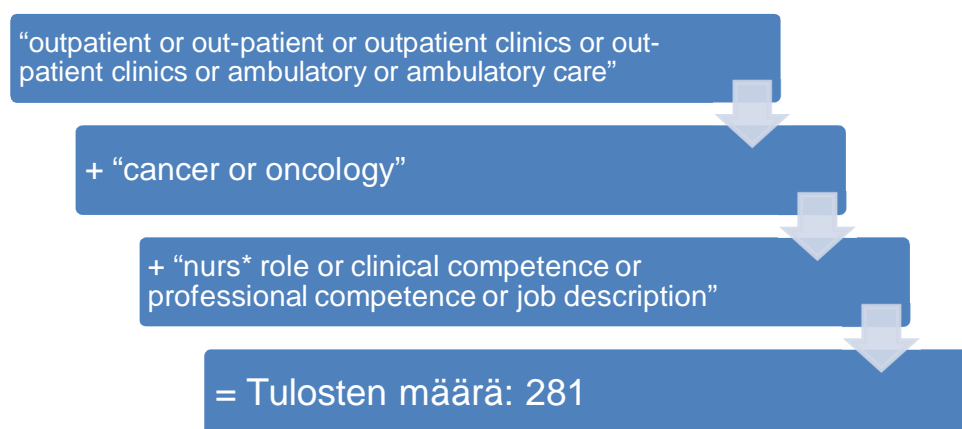 “outpatient or out-patient or outpatient clinics or out-
patient clinics or ambulatory or ambulatory care”
+ “cancer or oncology”
+ “nurs* role or clinical competence or
professional competence or job description”
= Tulosten määrä: 281